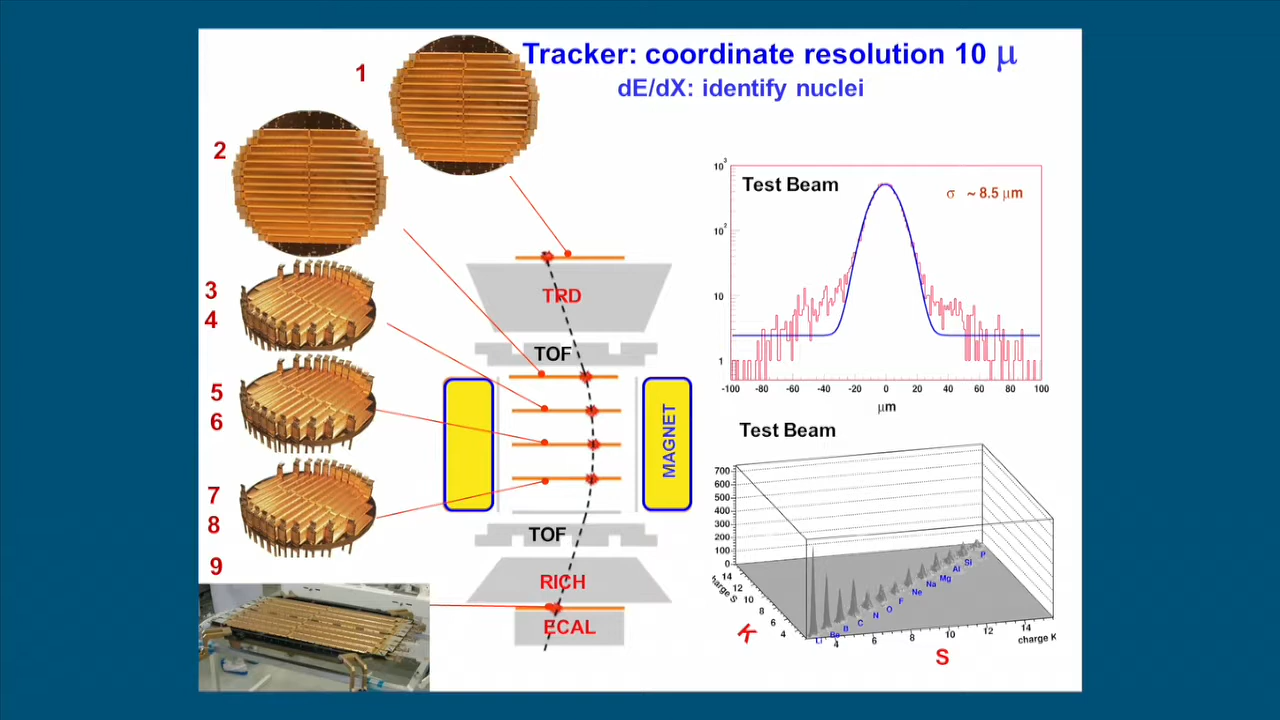 Tracker: coordinate resolution 10 μ
dE/dX: identify nuclei
1
2
3
4
5
6
7
8
9
TRD
TOF
MAGNET
TOF
RICH
ECAL
Test Beam
σ ~ 8.5 μm
10³
10²
10
1
-100 -80 -60 -40 -20 0 20 40 60 80 100
μm
Test Beam
700
600
500
400
300
200
100
0
14
12
10
8
6
4
harge S
K
Li Be B C N O F Ne Na Mg Al Si P
4 6 8 10 12 14
charge K
S